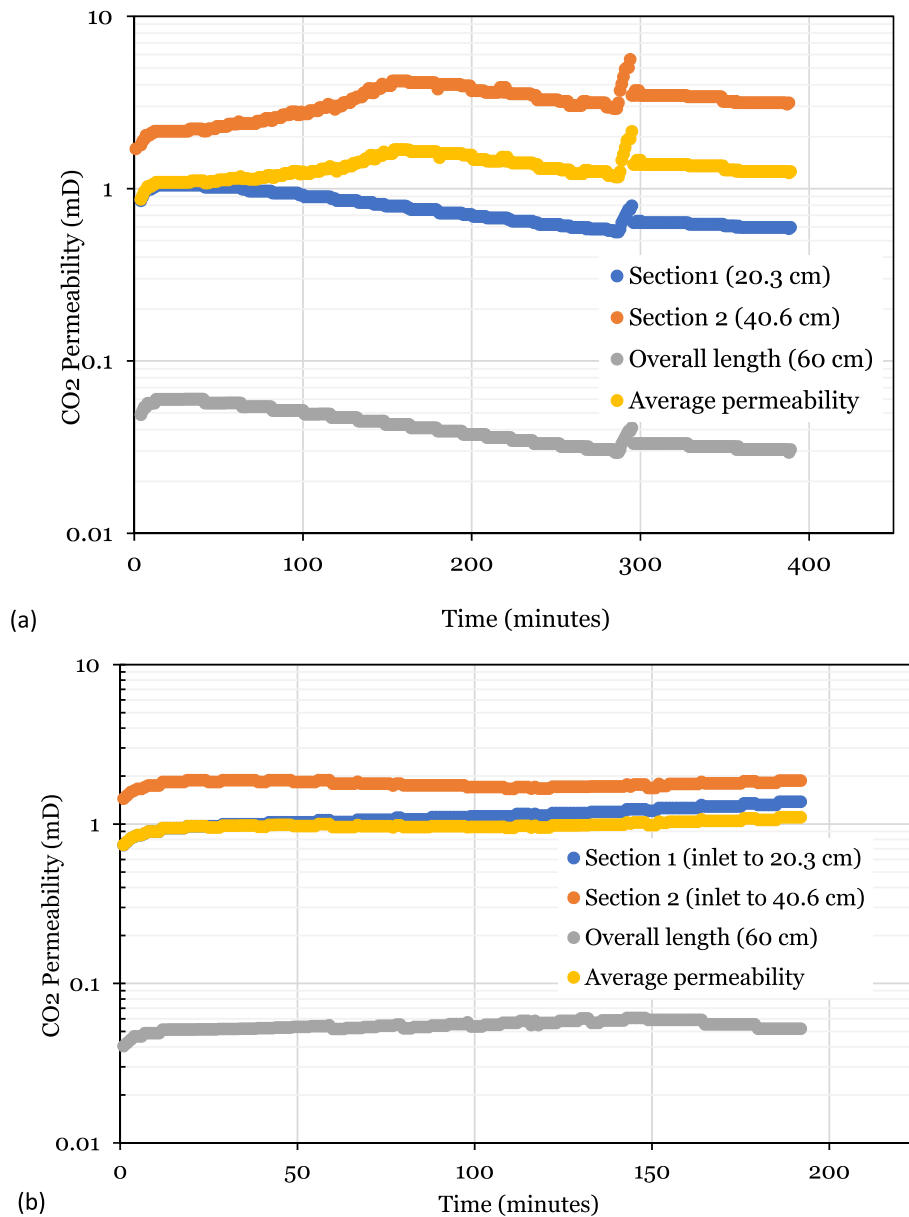 10
1
0.1
0.01
CO2 Permeability (mD)
Section1 (20.3 cm)
Section 2 (40.6 cm)
Overall length (60 cm)
Average permeability
0 100 200 300 400
(a)
Time (minutes)
10
1
0.1
0.01
CO2 Permeability (mD)
Section 1 (inlet to 20.3 cm)
Section 2 (inlet to 40.6 cm)
Overall length (60 cm)
Average permeability
0 50 100 150 200
(b)
Time (minutes)